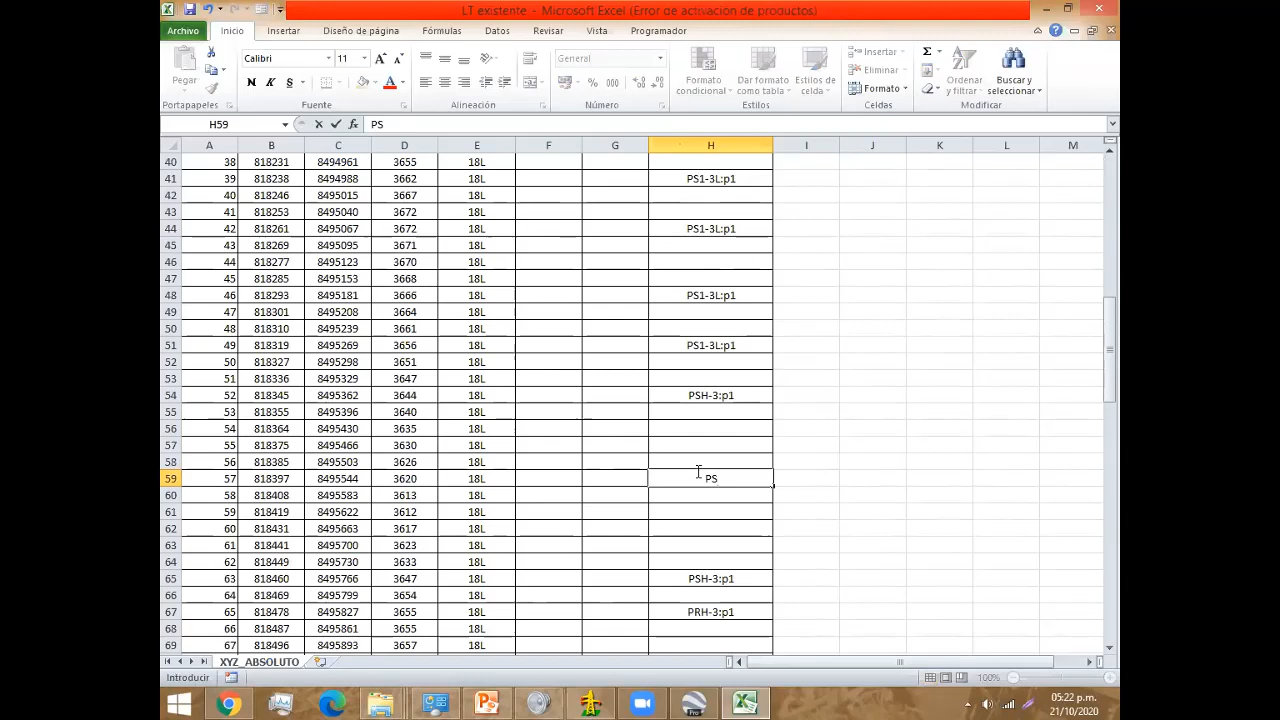 LT existente - Microsoft Excel (Error de activación de productos)
Archivo Inicio Insertar Diseño de página Fórmulas Datos Revisar Vista Programador
Pegar
Calibri 11
N K S
General
% 000
Formato condicional
Dar formato como tabla
Estilos de celda
Insertar
Eliminar
Formato
Σ
Ordenar y filtrar
Buscar y seleccionar
Portapapeles Fuente Alineación Número Estilos Celdas Modificar
H59 fx PS
A B C D E F G H I J K L M
40 38 818231 8494961 3653 18L
41 39 818238 8494988 3662 18L PS1-3L:p1
42 40 818246 8495015 3667 18L
43 41 818253 8495040 3672 18L
44 42 818261 8495067 3672 18L PS1-3L:p1
45 43 818269 8495095 3671 18L
46 44 818277 8495123 3670 18L
47 45 818285 8495153 3668 18L
48 46 818293 8495181 3666 18L PS1-3L:p1
49 47 818301 8495208 3664 18L
50 48 818310 8495239 3661 18L
51 49 818319 8495269 3656 18L PS1-3L:p1
52 50 818327 8495298 3651 18L
53 51 818336 8495329 3647 18L
54 52 818345 8495362 3644 18L PSH-3:p1
55 53 818355 8495396 3640 18L
56 54 818364 8495430 3635 18L
57 55 818375 8495466 3630 18L
58 56 818385 8495503 3626 18L
59 57 818397 8495544 3620 18L PS
60 58 818408 8495583 3613 18L
61 59 818419 8495622 3612 18L
62 60 818431 8495663 3617 18L
63 61 818441 8495700 3623 18L
64 62 818449 8495730 3633 18L
65 63 818460 8495766 3647 18L PSH-3:p1
66 64 818469 8495799 3654 18L
67 65 818478 8495827 3655 18L PRH-3:p1
68 66 818487 8495861 3655 18L
69 67 818496 8495893 3657 18L
XYZ_ABSOLUTO
Introducir 100%
05:22 p.m.
21/10/2020